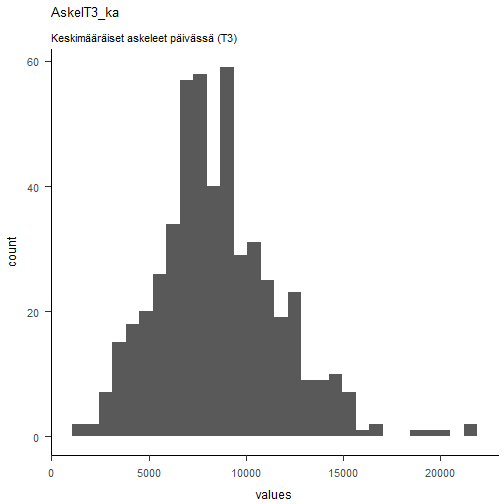 AskelT3_ka
Keskimääräiset askeleet päivässä (T3)
60
40
20
0
count
0 5000 10000 15000 20000
values